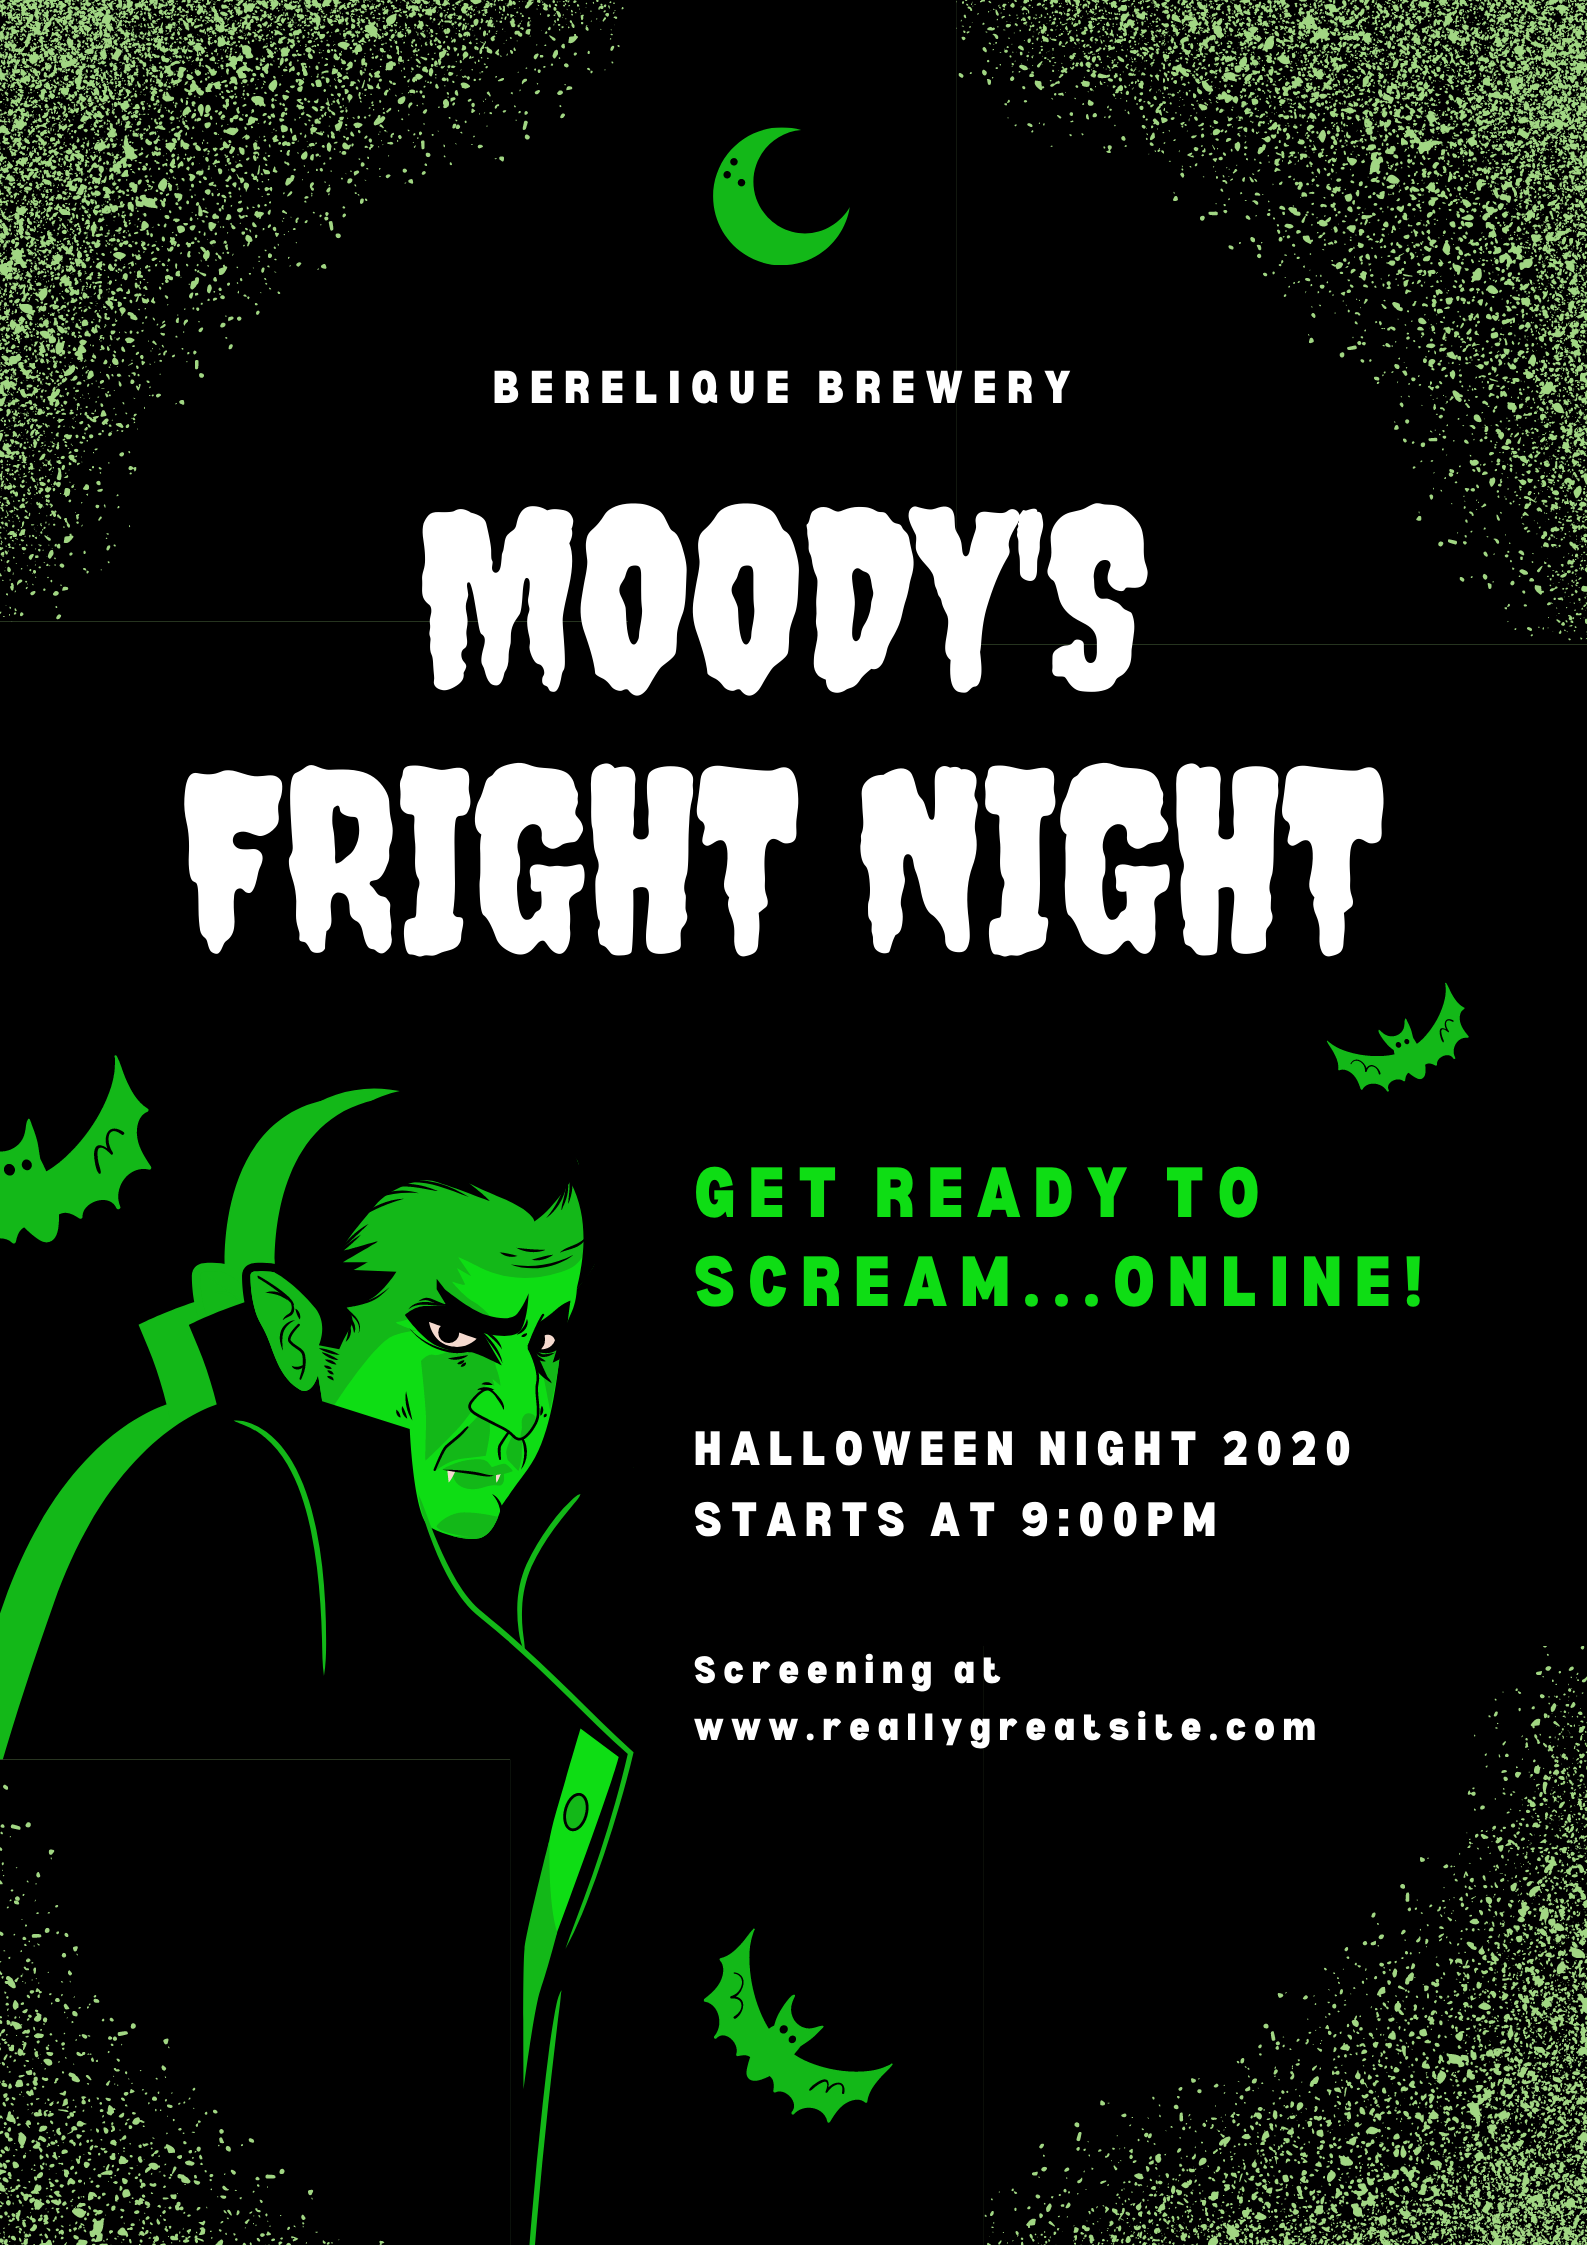 BERELIQUE BREWERY
MOODY'S
FRIGHT NIGHT
GET READY TO
SCREAM...ONLINE!
HALLOWEEN NIGHT 2020
STARTS AT 9:00PM
Screening at
www.reallygreatsite.com